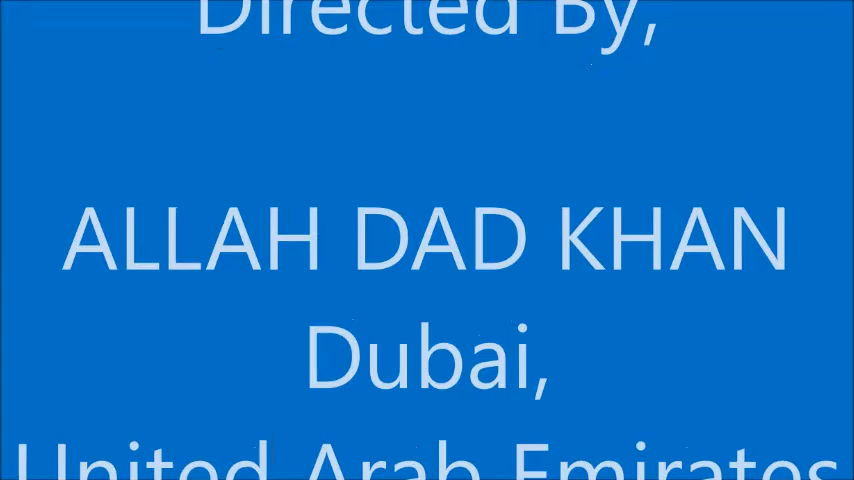 Directed By,
ALLAH DAD KHAN
Dubai,
United Arab Emirates